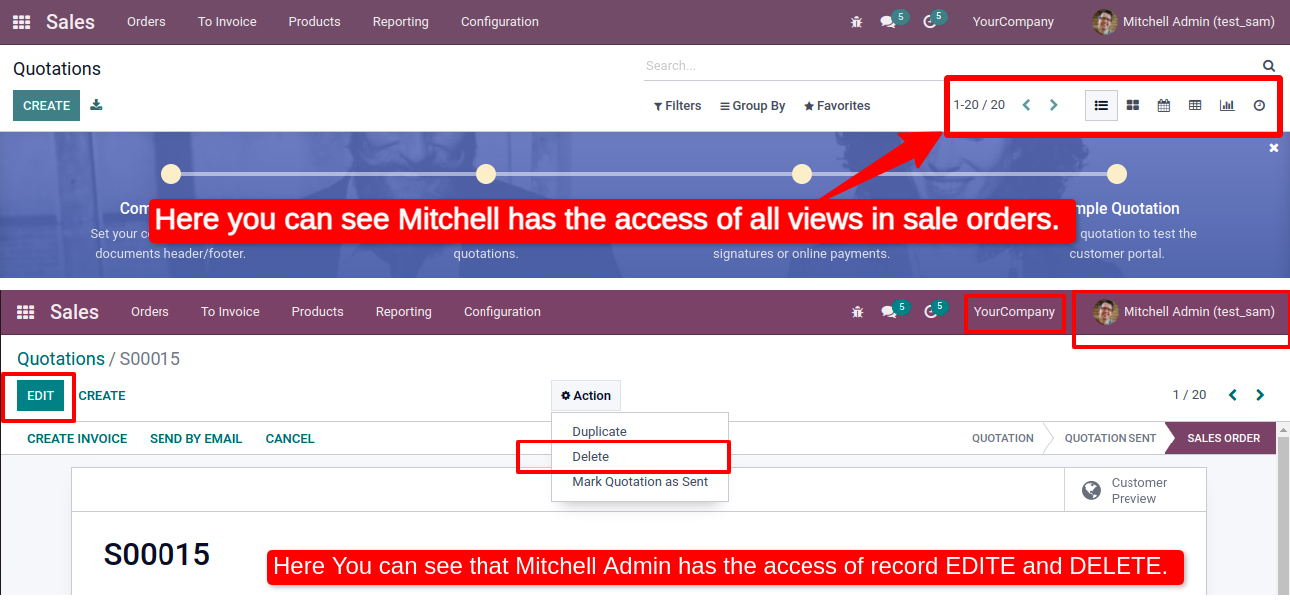 Sales Orders To Invoice Products Reporting Configuration 5 5 YourCompany Mitchell Admin (test_sam)
Quotations Search...
CREATE Filters Group By Favorites 1-20 / 20
Com mple Quotation
Here you can see Mitchell has the access of all views in sale orders.
Set your c quotation to test the
documents header/footer. quotations. signatures or online payments. customer portal.
Sales Orders To Invoice Products Reporting Configuration 5 5 YourCompany Mitchell Admin (test_sam)
Quotations / S00015
EDIT CREATE Action 1 / 20
Duplicate
CREATE INVOICE SEND BY EMAIL CANCEL QUOTATION QUOTATION SENT SALES ORDER
Delete
Mark Quotation as Sent
Customer
Preview
S00015
Here You can see that Mitchell Admin has the access of record EDITE and DELETE.